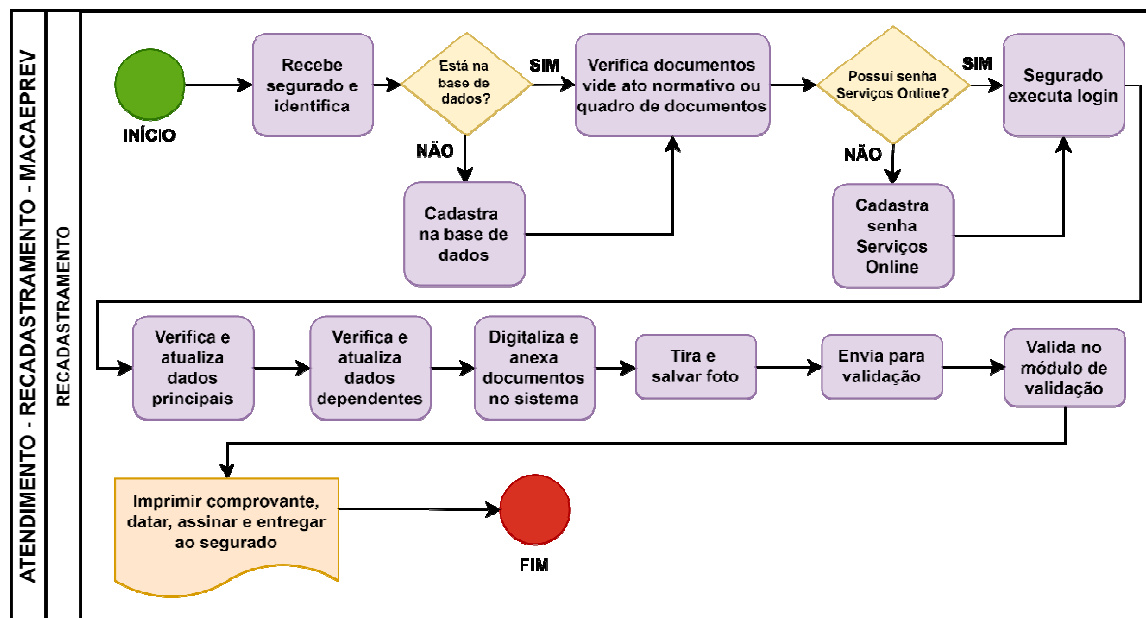 ATENDIMENTO - RECADASTRAMENTO - MACAEPREV
RECADASTRAMENTO
INÍCIO
Recebe
segurado e
identifica
Está na
base de
dados?
SIM
NÃO
Cadastra
na base de
dados
Verifica documentos
vide ato normativo ou
quadro de documentos
Possui senha
Serviços Online?
SIM
NÃO
Cadastra
senha
Serviços
Online
Segurado
executa login
Verifica e
atualiza
dados
principais
Verifica e
atualiza
dados
dependentes
Digitaliza e
anexa
documentos
no sistema
Tira e
salvar foto
Envia para
validação
Valida no
módulo de
validação
Imprimir comprovante,
datar, assinar e entregar
ao segurado
FIM